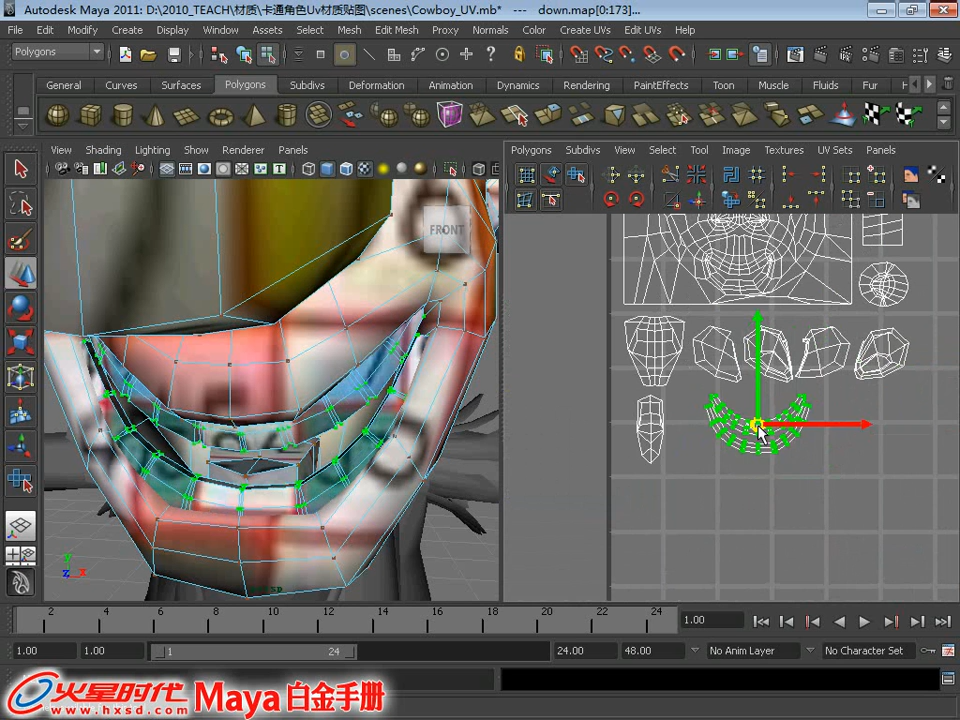 Autodesk Maya 2011: D:\2010_TEACH\材质\卡通角色Uv材质贴图\scenes\Cowboy_UV.mb* --- down.map[0:173]...
File Edit Modify Create Display Window Assets Select Mesh Edit Mesh Proxy Normals Color Create UVs Edit UVs Help
Polygons
General Curves Surfaces Polygons Subdivs Deformation Animation Dynamics Rendering PaintEffects Toon Muscle Fluids Fur
View Shading Lighting Show Renderer Panels
Polygons Subdivs View Select Tool Image Textures UV Sets Panels
FRONT
y
z x
2 4 6 8 10 12 14 16 18 20 22 24
1.00
1.00 1.00 1 24 24.00 48.00 No Anim Layer No Character Set
火星时代 Maya 白金手册
www.hxsd.com